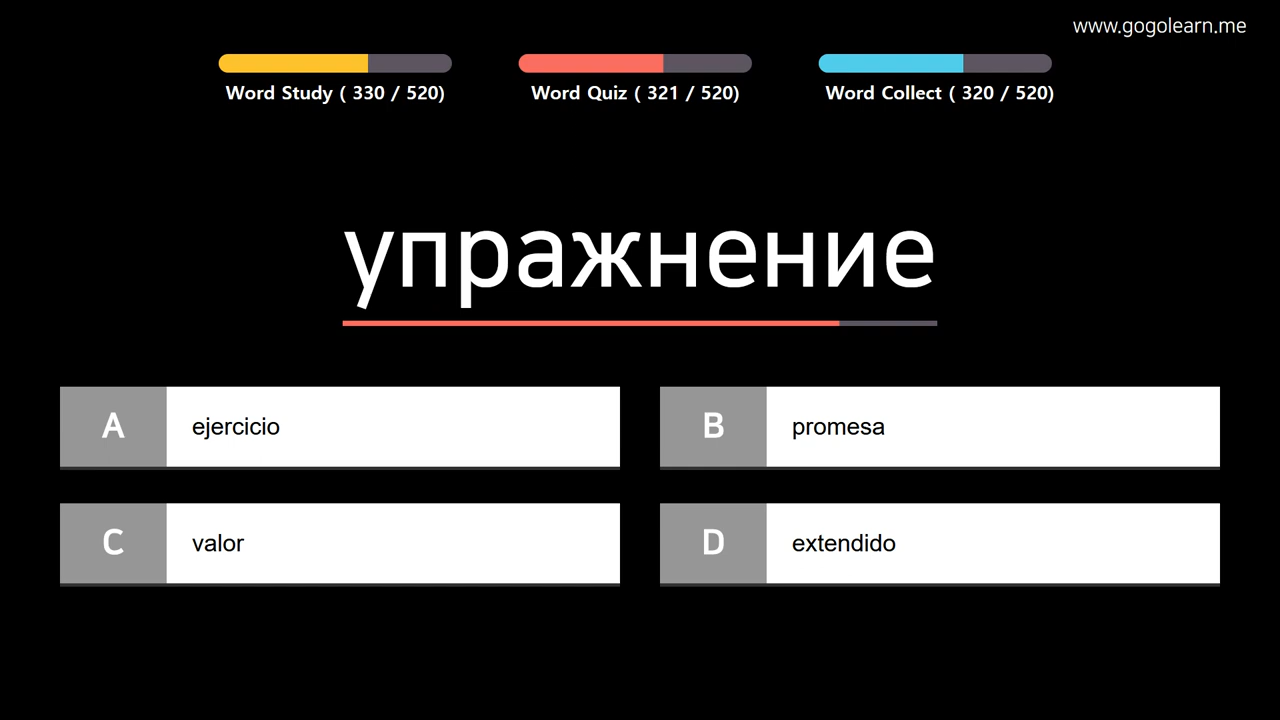 www.gogolearn.me
Word Study ( 330 / 520)
Word Quiz ( 321 / 520)
Word Collect ( 320 / 520)
упражнение
A ejercicio
B promesa
C valor
D extendido